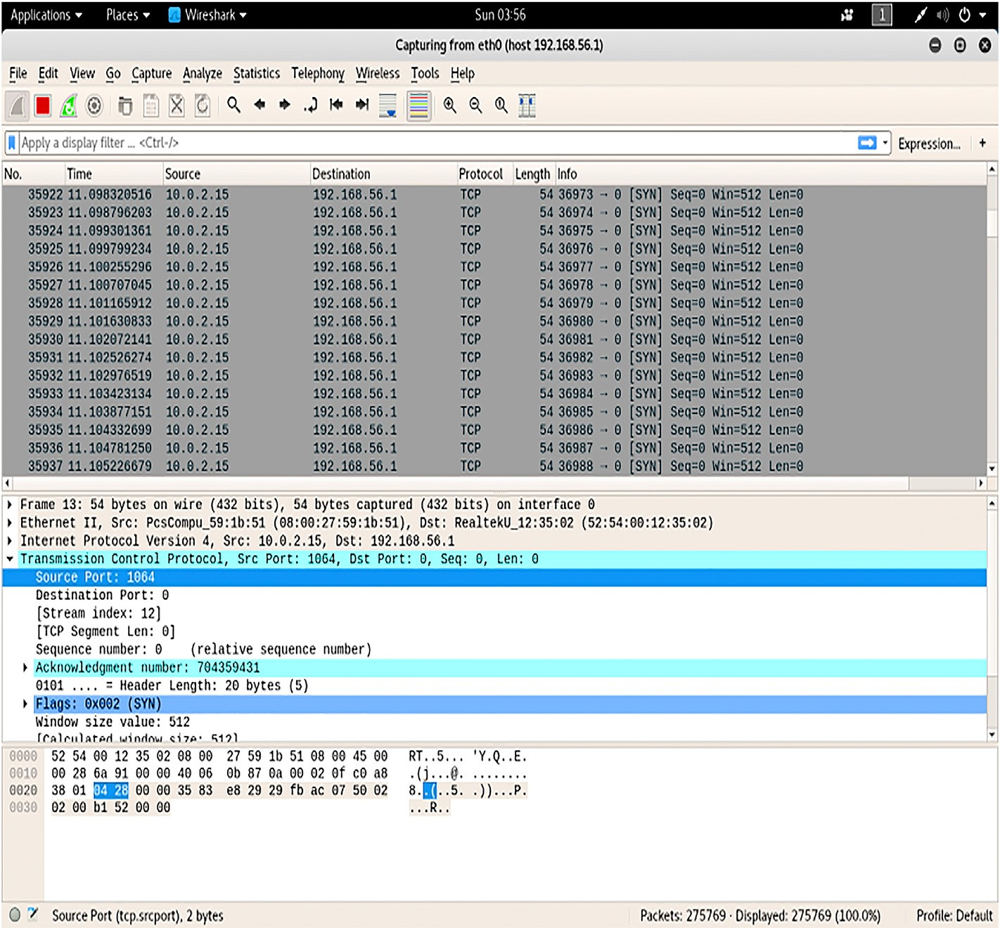 Applications Places Wireshark Sun 03:56 1
Capturing from eth0 (host 192.168.56.1)
File Edit View Go Capture Analyze Statistics Telephony Wireless Tools Help
Apply a display filter ... <Ctrl-/> Expression... +
No. Time Source Destination Protocol Length Info
35922 11.098320516 10.0.2.15 192.168.56.1 TCP 54 36973 → 0 [SYN] Seq=0 Win=512 Len=0
35923 11.098796203 10.0.2.15 192.168.56.1 TCP 54 36974 → 0 [SYN] Seq=0 Win=512 Len=0
35924 11.099301361 10.0.2.15 192.168.56.1 TCP 54 36975 → 0 [SYN] Seq=0 Win=512 Len=0
35925 11.099799234 10.0.2.15 192.168.56.1 TCP 54 36976 → 0 [SYN] Seq=0 Win=512 Len=0
35926 11.100255296 10.0.2.15 192.168.56.1 TCP 54 36977 → 0 [SYN] Seq=0 Win=512 Len=0
35927 11.100707045 10.0.2.15 192.168.56.1 TCP 54 36978 → 0 [SYN] Seq=0 Win=512 Len=0
35928 11.101165912 10.0.2.15 192.168.56.1 TCP 54 36979 → 0 [SYN] Seq=0 Win=512 Len=0
35929 11.101630833 10.0.2.15 192.168.56.1 TCP 54 36980 → 0 [SYN] Seq=0 Win=512 Len=0
35930 11.102072141 10.0.2.15 192.168.56.1 TCP 54 36981 → 0 [SYN] Seq=0 Win=512 Len=0
35931 11.102526274 10.0.2.15 192.168.56.1 TCP 54 36982 → 0 [SYN] Seq=0 Win=512 Len=0
35932 11.102976519 10.0.2.15 192.168.56.1 TCP 54 36983 → 0 [SYN] Seq=0 Win=512 Len=0
35933 11.103423134 10.0.2.15 192.168.56.1 TCP 54 36984 → 0 [SYN] Seq=0 Win=512 Len=0
35934 11.103877151 10.0.2.15 192.168.56.1 TCP 54 36985 → 0 [SYN] Seq=0 Win=512 Len=0
35935 11.104332699 10.0.2.15 192.168.56.1 TCP 54 36986 → 0 [SYN] Seq=0 Win=512 Len=0
35936 11.104781250 10.0.2.15 192.168.56.1 TCP 54 36987 → 0 [SYN] Seq=0 Win=512 Len=0
35937 11.105226679 10.0.2.15 192.168.56.1 TCP 54 36988 → 0 [SYN] Seq=0 Win=512 Len=0
Frame 13: 54 bytes on wire (432 bits), 54 bytes captured (432 bits) on interface 0
Ethernet II, Src: PcsCompu_59:1b:51 (08:00:27:59:1b:51), Dst: RealtekU_12:35:02 (52:54:00:12:35:02)
Internet Protocol Version 4, Src: 10.0.2.15, Dst: 192.168.56.1
Transmission Control Protocol, Src Port: 1064, Dst Port: 0, Seq: 0, Len: 0
Source Port: 1064
Destination Port: 0
[Stream index: 12]
[TCP Segment Len: 0]
Sequence number: 0 (relative sequence number)
Acknowledgment number: 704359431
0101 .... = Header Length: 20 bytes (5)
Flags: 0x002 (SYN)
Window size value: 512
[Calculated window size: 512]
0000 52 54 00 12 35 02 08 00 27 59 1b 51 08 00 45 00 RT..5... 'Y.Q..E.
0010 00 28 6a 91 00 00 40 06 0b 87 0a 00 02 0f c0 a8 .(j...@. ........
0020 38 01 04 28 00 00 35 83 e8 29 29 fb ac 07 50 02 8..(..5. .))...P.
0030 02 00 b1 52 00 00 ...R..
Source Port (tcp.srcport), 2 bytes Packets: 275769 · Displayed: 275769 (100.0%) Profile: Default